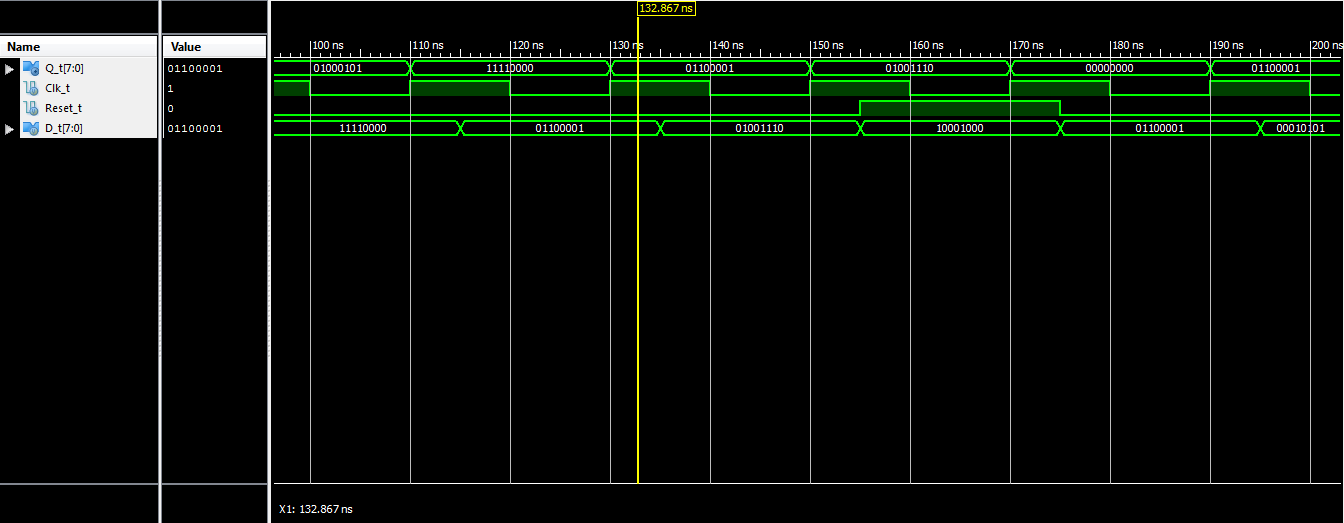 132.867 ns
Name Value 100 ns 110 ns 120 ns 130 ns 140 ns 150 ns 160 ns 170 ns 180 ns 190 ns 200 ns
Q_t[7:0] 01100001 01000101 11110000 01100001 01001110 00000000 01100001
Clk_t 1
Reset_t 0
D_t[7:0] 01100001 11110000 01100001 01001110 10001000 01100001 00010101
X1: 132.867 ns